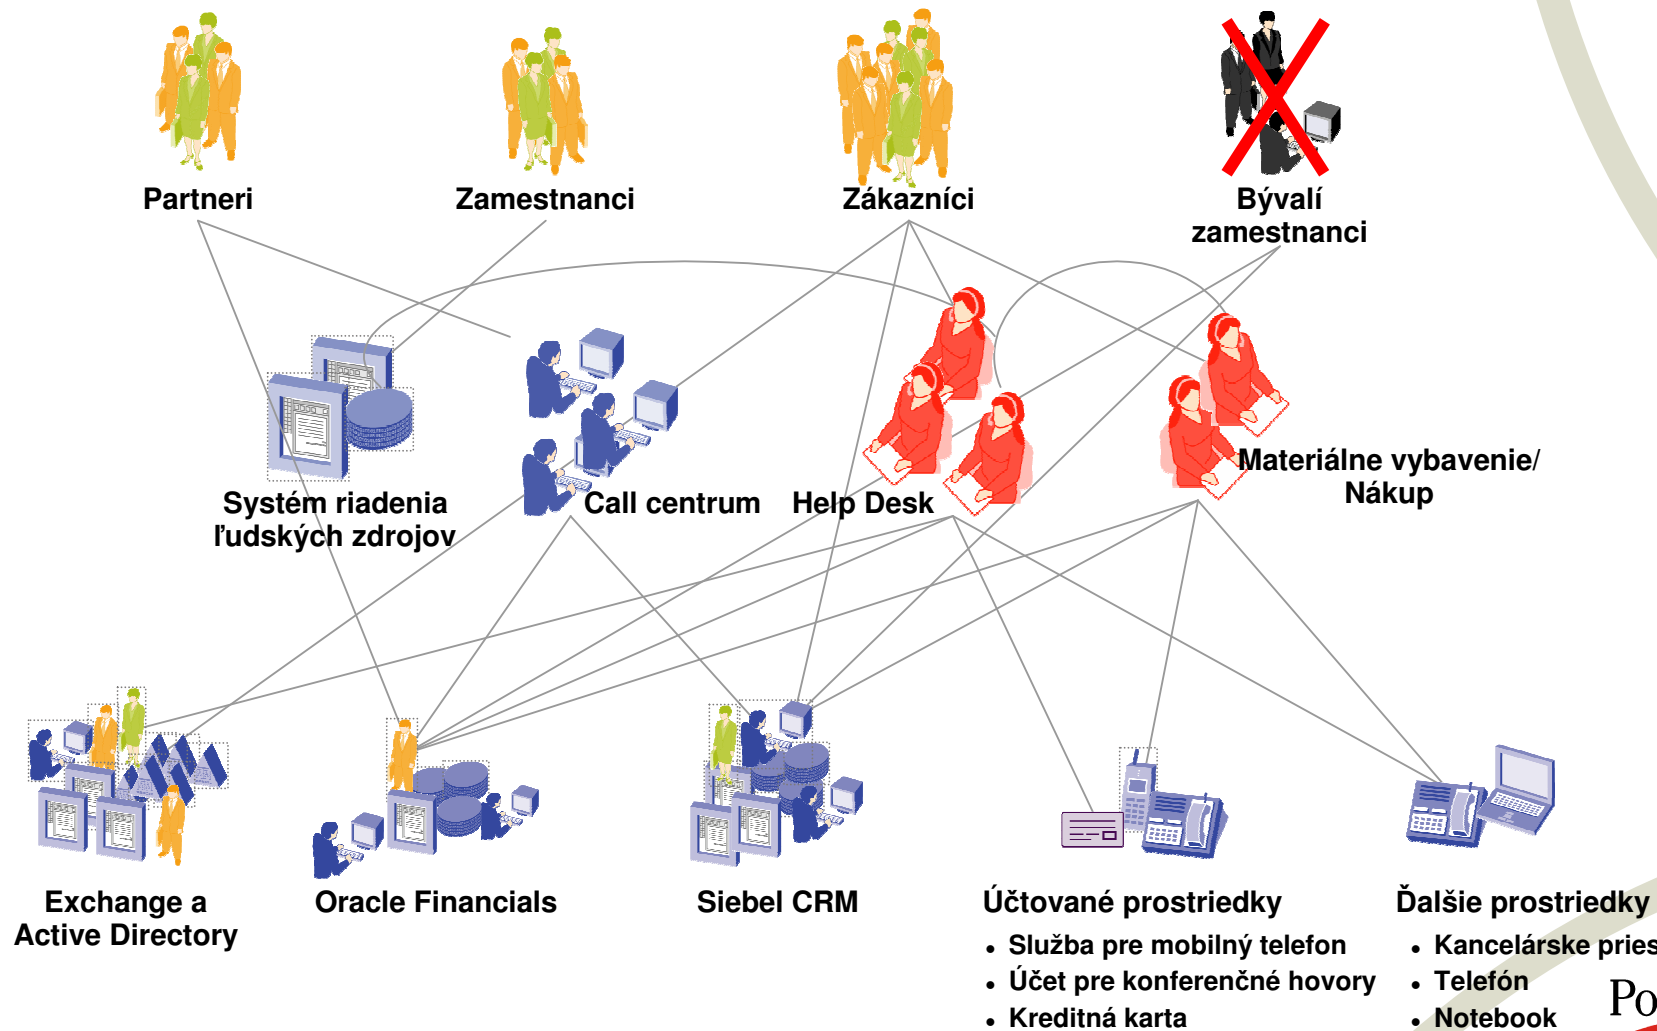 Partneri
Zamestnanci
Zákazníci
Bývalí
zamestnanci
Systém riadenia
ľudských zdrojov
Call centrum
Help Desk
Materiálne vybavenie/
Nákup
Exchange a
Active Directory
Oracle Financials
Siebel CRM
Účtované prostriedky
• Služba pre mobilný telefon
• Účet pre konferenčné hovory
• Kreditná karta
Ďalšie prostriedky
• Kancelárske
• Telefón
• Notebook